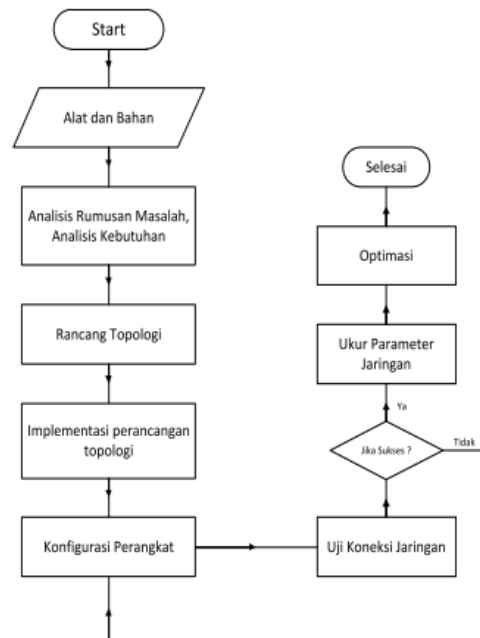 Start
Alat dan Bahan
Analisis Rumusan Masalah,
Analisis Kebutuhan
Rancang Topologi
Implementasi perancangan
topologi
Konfigurasi Perangkat
Uji Koneksi Jaringan
Jika Sukses ?
Tidak
Ya
Ukur Parameter
Jaringan
Optimasi
Selesai